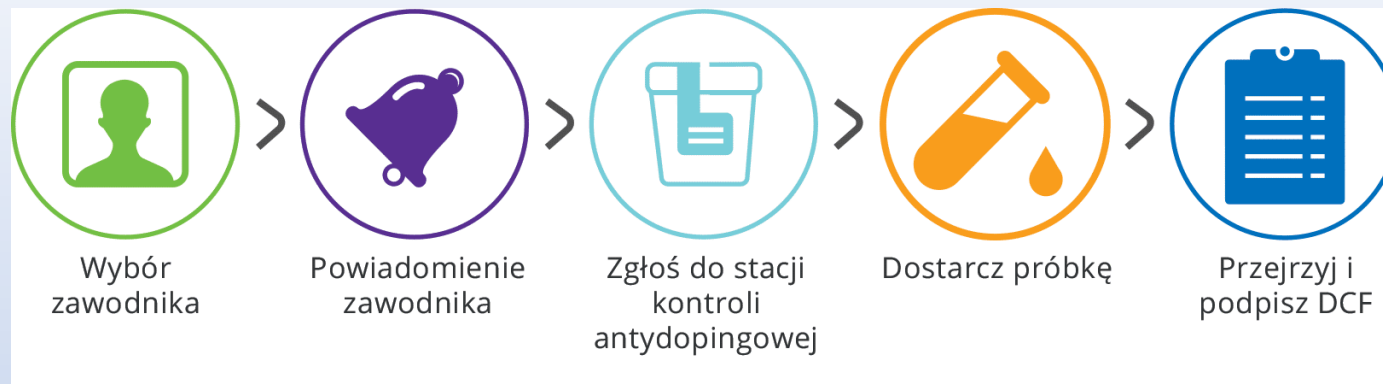 Wybór
zawodnika
Powiadomienie
zawodnika
Zgłoś do stacji
kontroli
antydopingowej
Dostarcz próbkę
Przejrzyj i
podpisz DCF